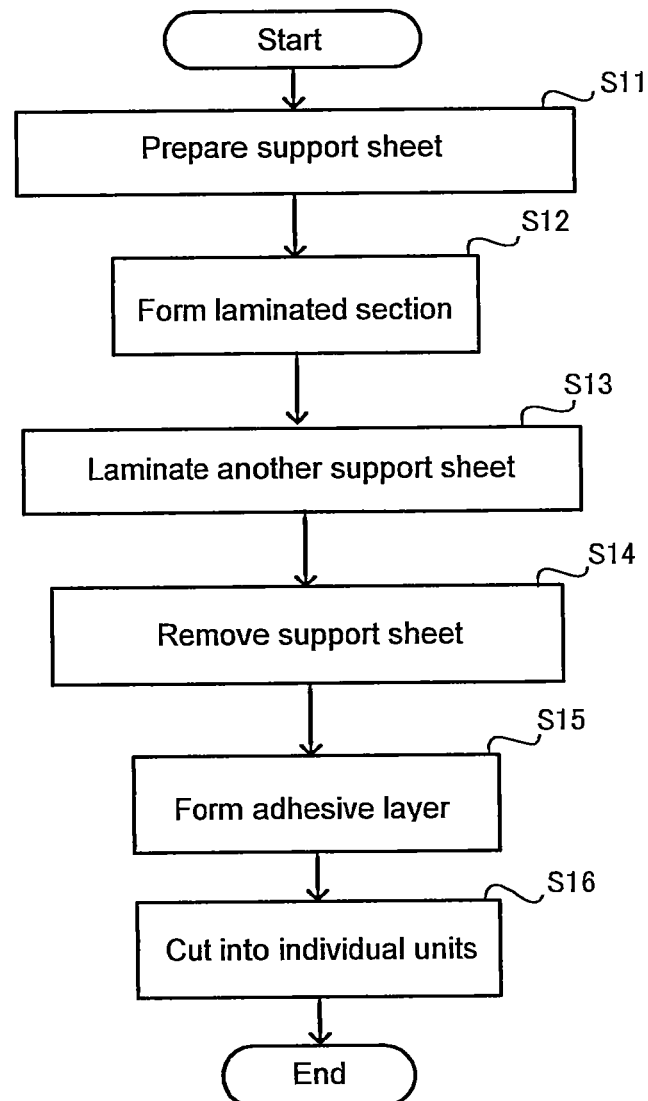 Start
S11
Prepare support sheet
S12
Form laminated section
S13
Laminate another support sheet
S14
Remove support sheet
S15
Form adhesive layer
S16
Cut into individual units
End